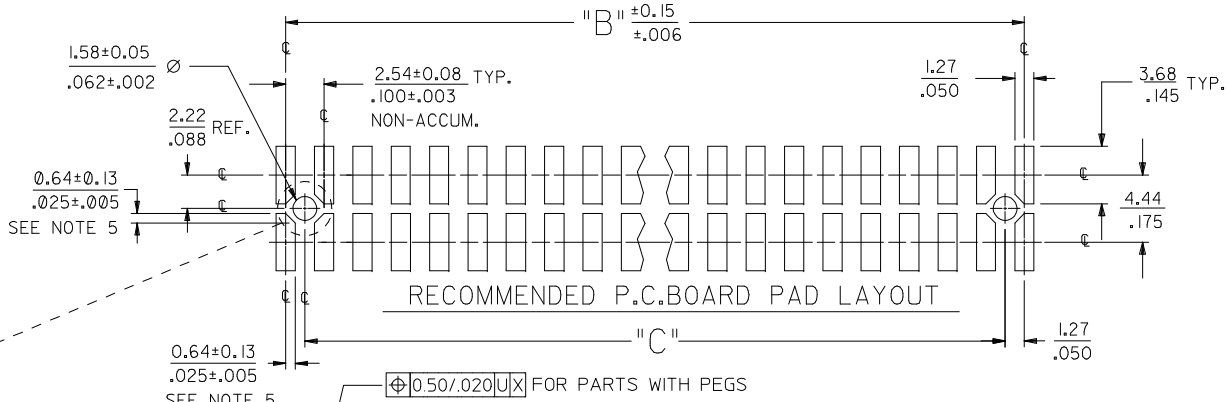 "B" ±0.15
±.006
℄ ℄
1.58±0.05 Ø
.062±.002
2.54±0.08 TYP.
.100±.003
NON-ACCUM.
1.27
.050
3.68 TYP.
.145
℄
2.22 REF.
.088
℄ ℄
0.64±0.13
.025±.005
SEE NOTE 5
℄
4.44
.175
℄
℄ ℄ ℄
RECOMMENDED P.C.BOARD PAD LAYOUT
"C"
1.27
.050
0.64±0.13
.025±.005
SEE NOTE 5
⌖ 0.50/.020 U X FOR PARTS WITH PEGS